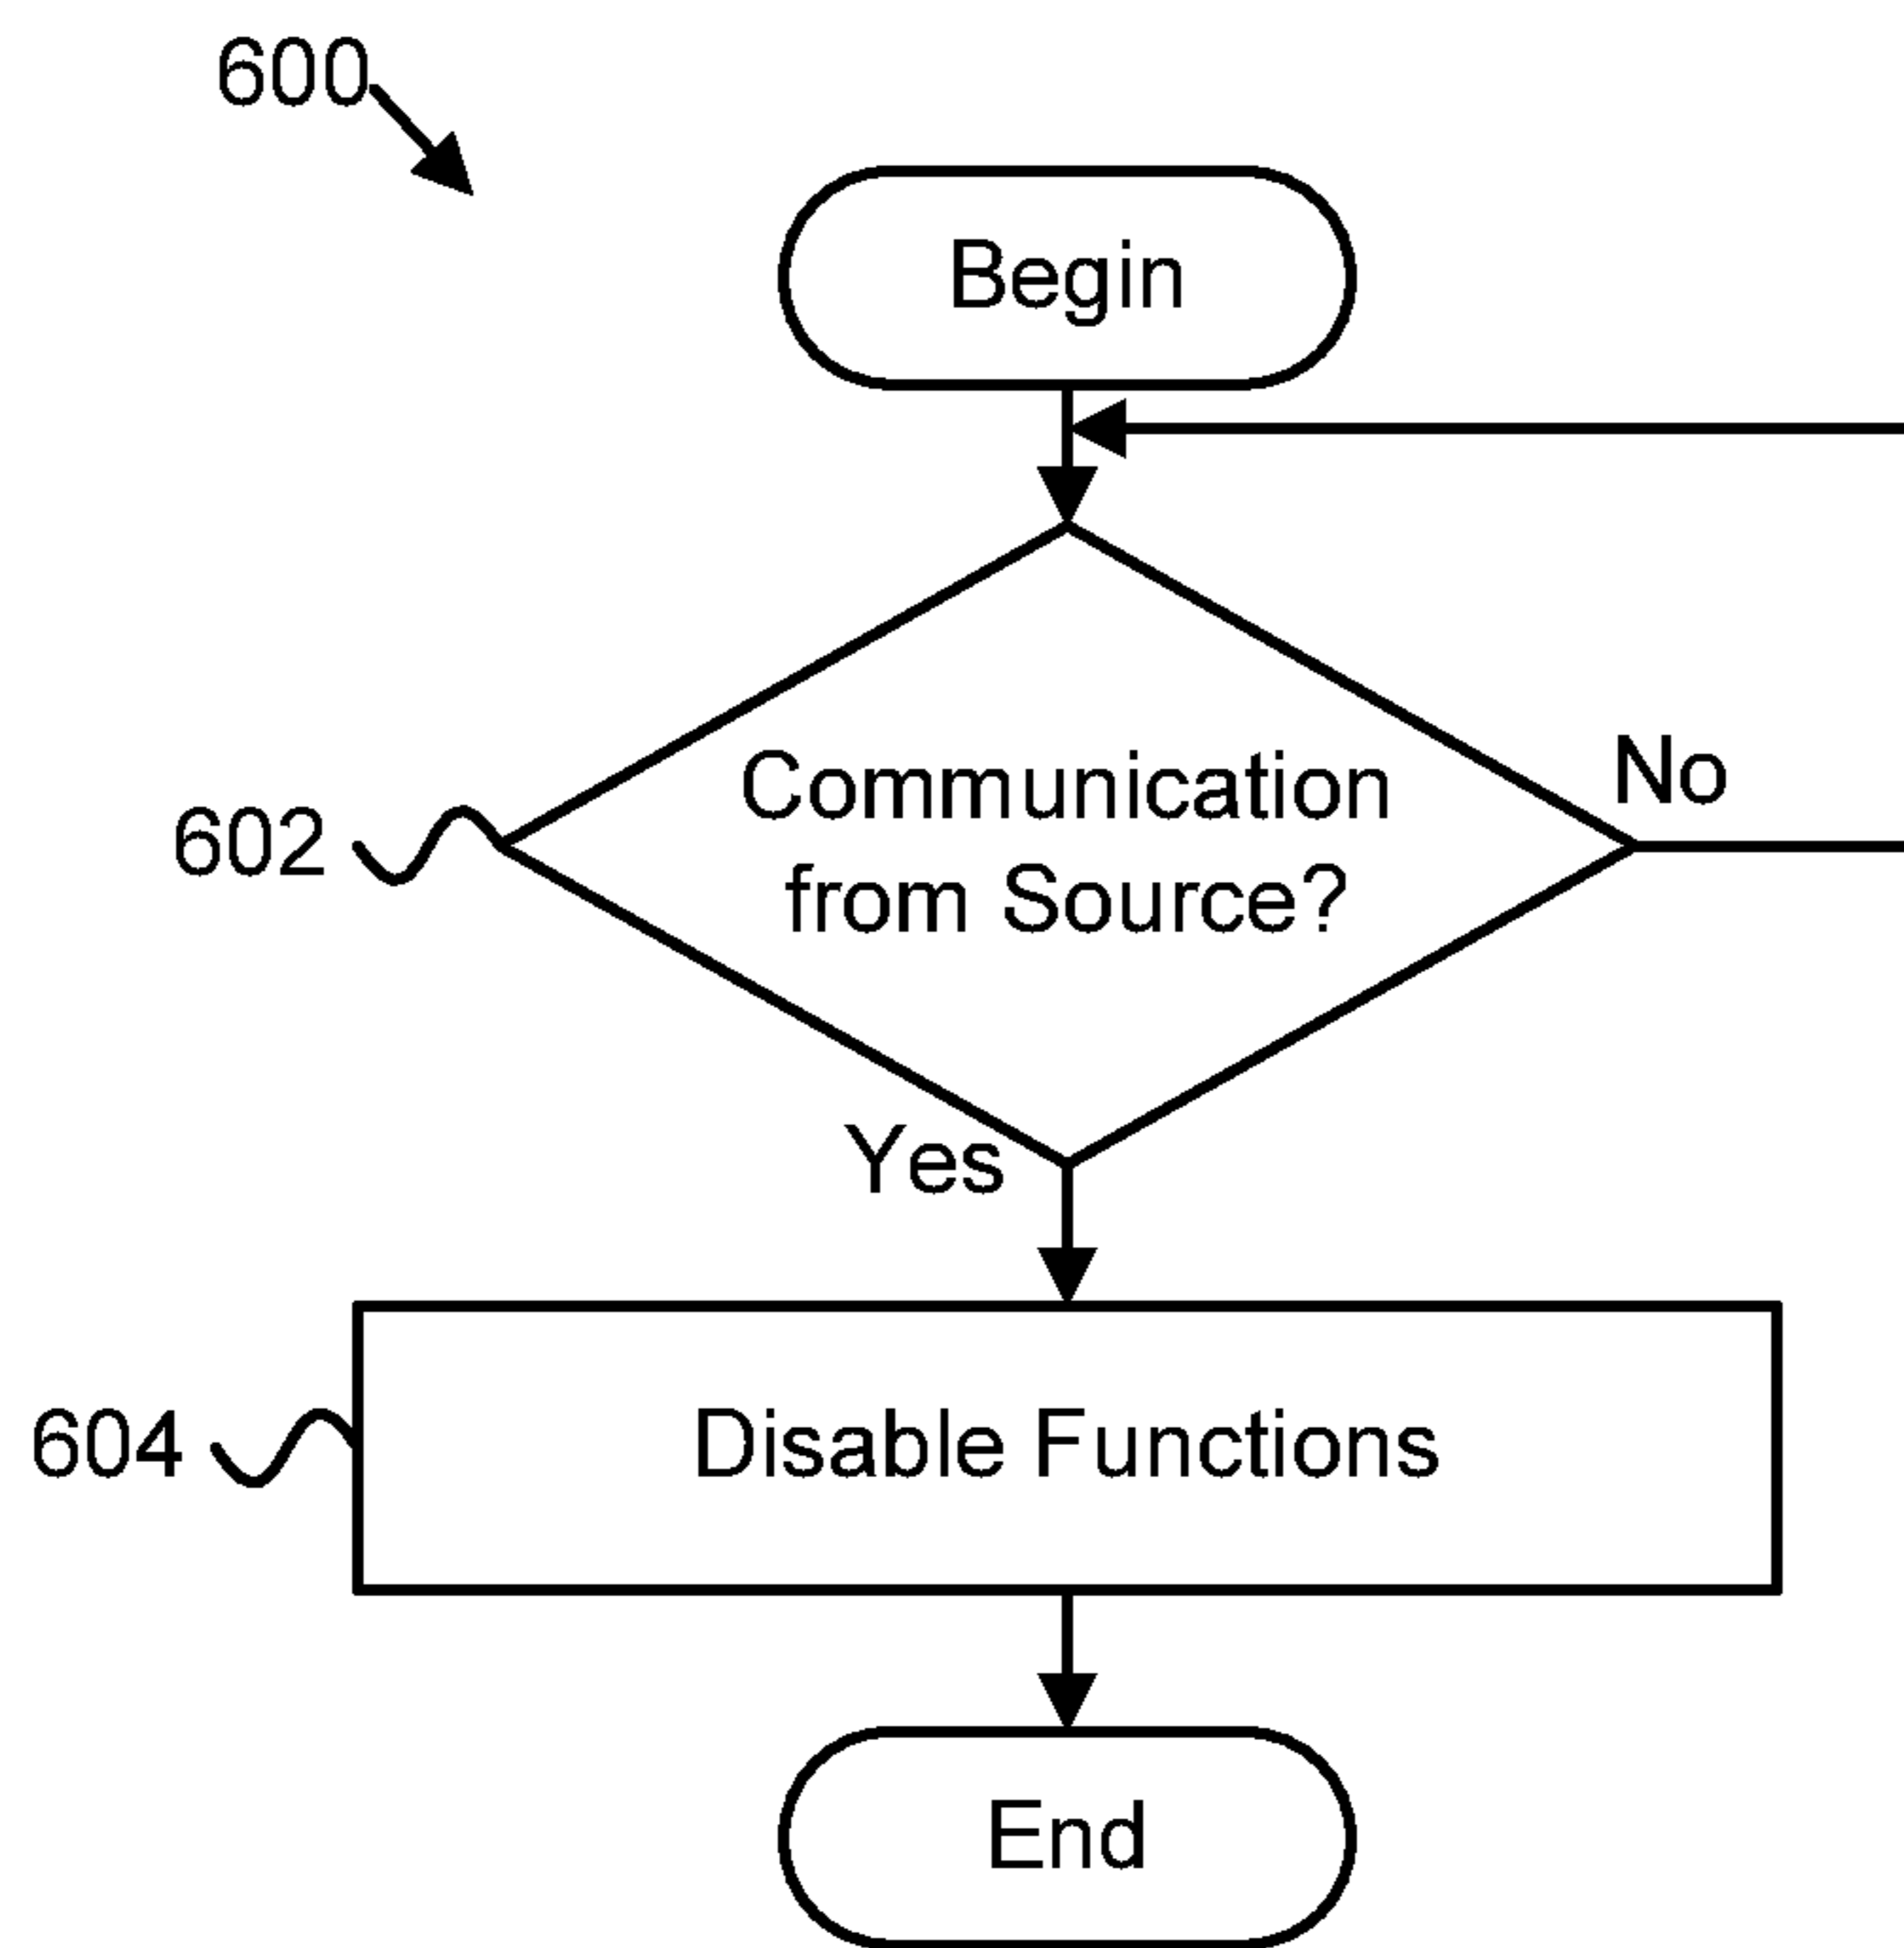 600
Begin
Communication
from Source?
No
602
Yes
Disable Functions
604
End